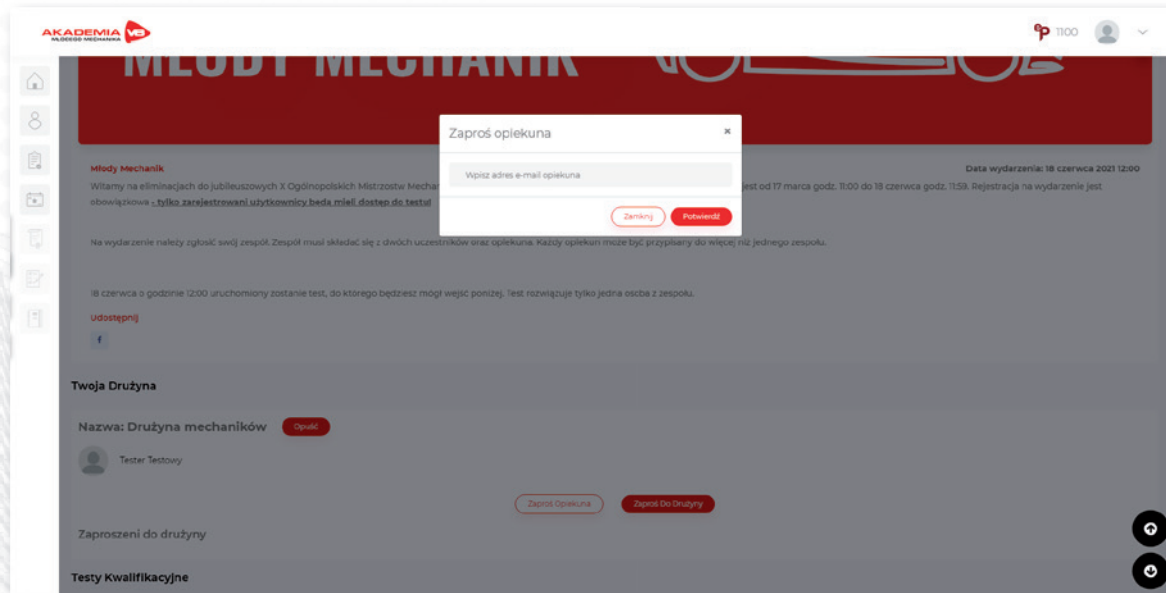 AKADEMIA VB
MŁODEGO MECHANIKA
1100
MŁODY MECHANIK
Zaproś opiekuna
×
Wpisz adres e-mail opiekuna
Zamknij
Potwierdź
Młody Mechanik
Data wydarzenia: 18 czerwca 2021 12:00
Witamy na eliminacjach do jubileuszowych X Ogólnopolskich Mistrzostw Mechan
jest od 17 marca godz. 11:00 do 18 czerwca godz. 11:59. Rejestracja na wydarzenie jest
obowiązkowa - tylko zarejestrowani użytkownicy będa mieli dostęp do testu!
Na wydarzenie należy zgłosić swój zespół. Zespół musi składać się z dwóch uczestników oraz opiekuna. Każdy opiekun może być przypisany do więcej niż jednego zespołu.
18 czerwca o godzinie 12:00 uruchomiony zostanie test, do którego będziesz mógł wejść poniżej. Test rozwiązuje tylko jedna osoba z zespołu.
Udostępnij
f
Twoja Drużyna
Nazwa: Drużyna mechaników
Opuść
Tester Testowy
Zaproś Opiekuna
Zaproś Do Drużyny
Zaproszeni do drużyny
Testy Kwalifikacyjne